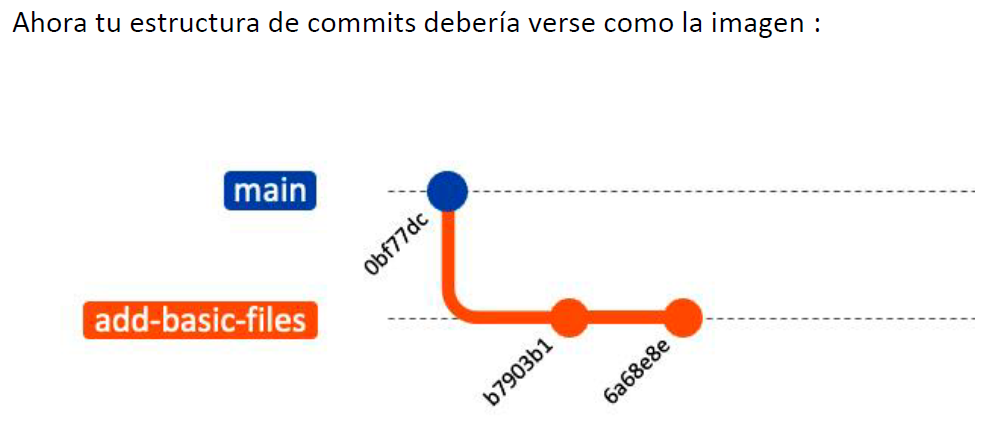 Ahora tu estructura de commits debería verse como la imagen :
main
0bf77dc
add-basic-files
b7903b1
6a68e8e